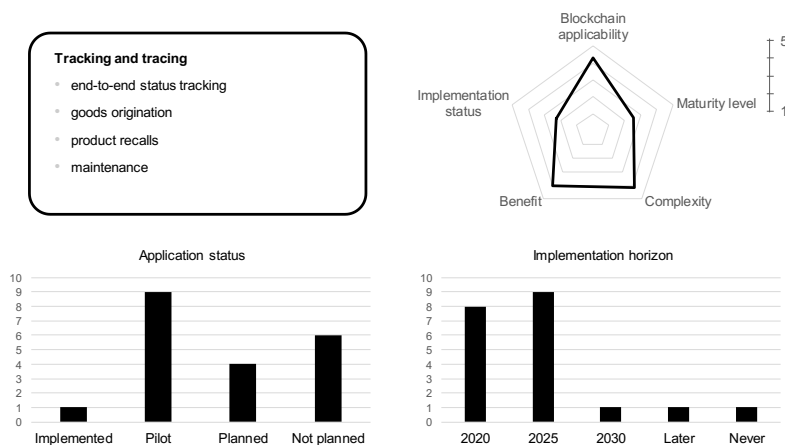 Tracking and tracing
end-to-end status tracking
goods origination
product recalls
maintenance
Blockchain
applicability
Maturity level
Complexity
Benefit
Implementation
status
5
1
Application status
10
9
8
7
6
5
4
3
2
1
0
Implemented Pilot Planned Not planned
Implementation horizon
10
9
8
7
6
5
4
3
2
1
0
2020 2025 2030 Later Never